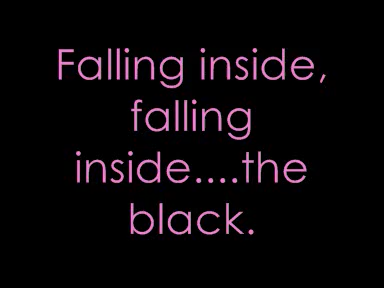 Falling inside,
falling
inside....the
black.